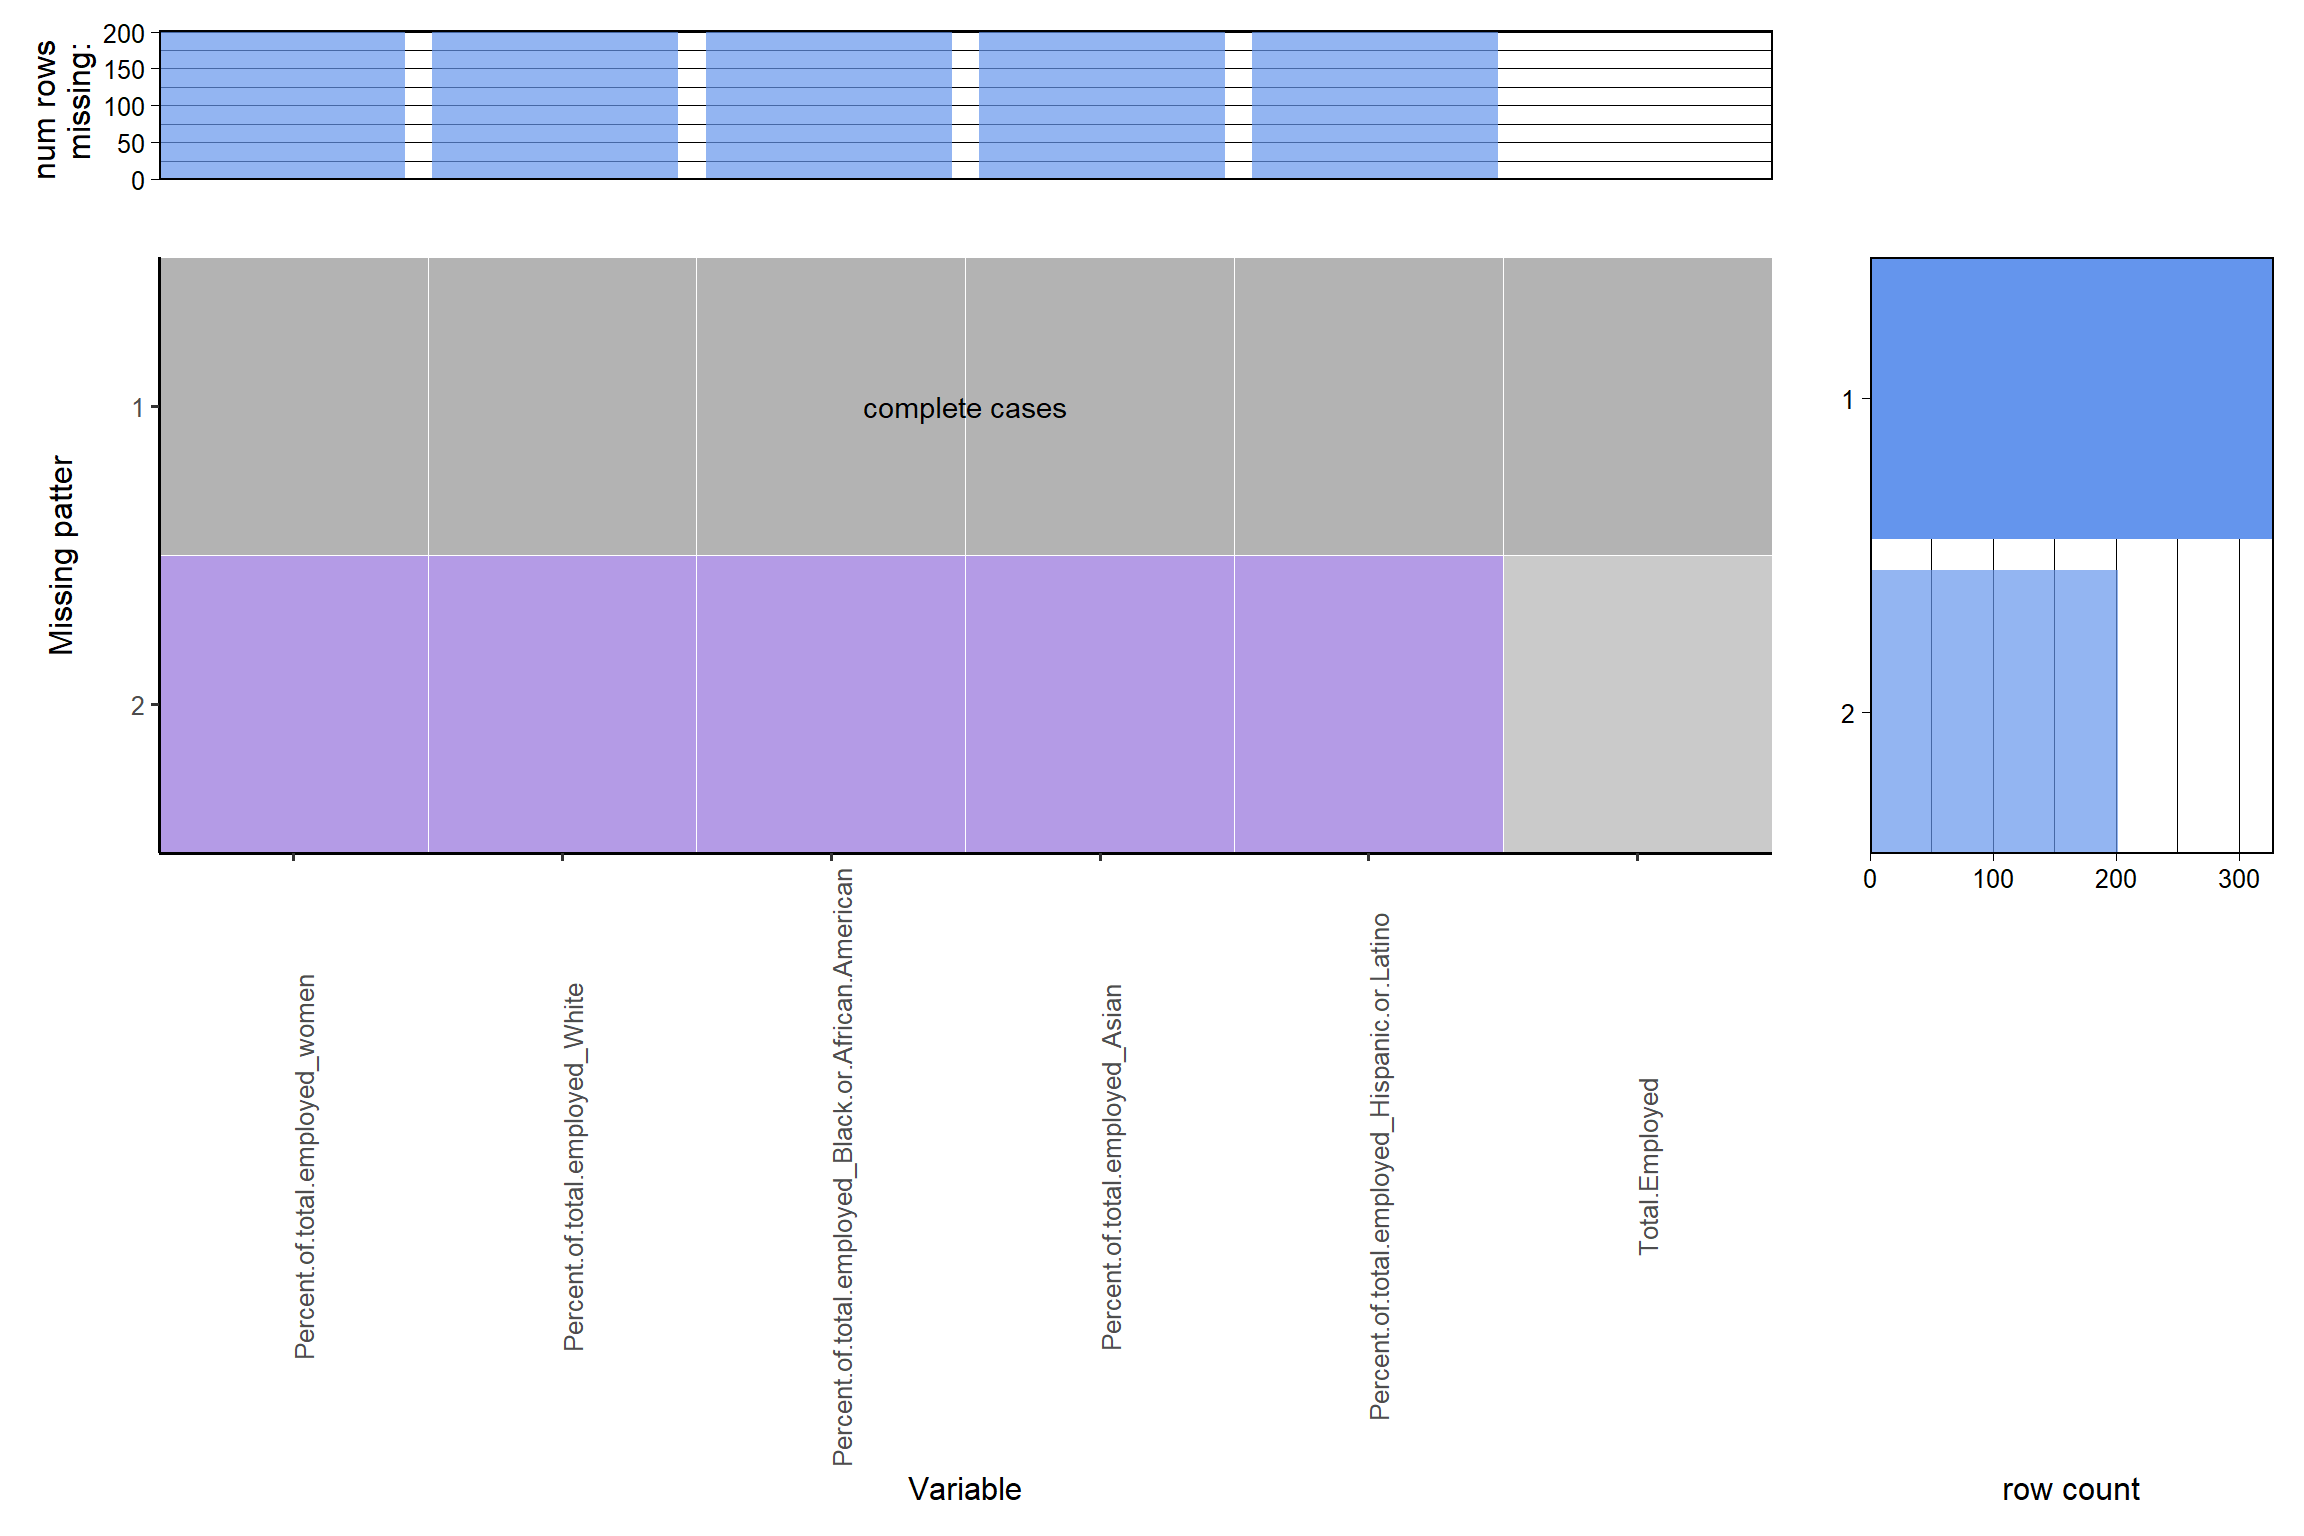 num rows
missing:
200
150
100
50
0
Missing patter
1
2
complete cases
1
2
0 100 200 300
Percent.of.total.employed_women
Percent.of.total.employed_White
Percent.of.total.employed_Black.or.African.American
Percent.of.total.employed_Asian
Percent.of.total.employed_Hispanic.or.Latino
Total.Employed
Variable
row count